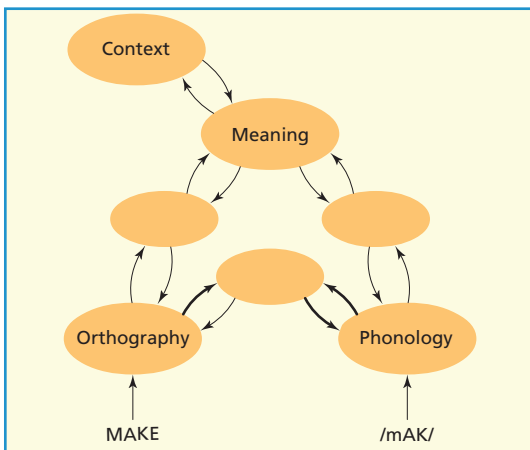 Context
Meaning
Orthography
Phonology
MAKE
/mAK/